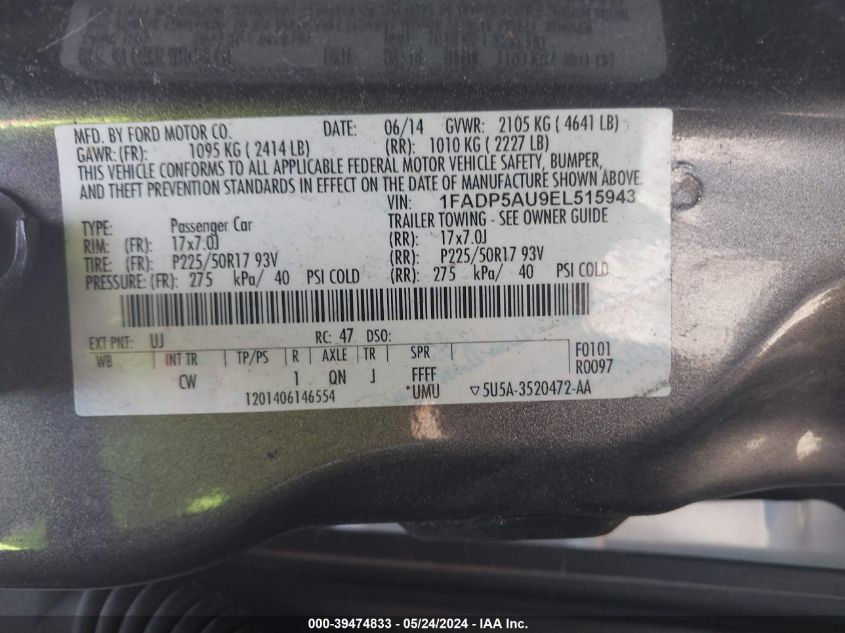 MFD. BY FORD MOTOR CO. DATE: 06/14 GVWR: 2105 KG ( 4641 LB)
GAWR: (FR): 1095 KG ( 2414 LB) (RR): 1010 KG ( 2227 LB)
THIS VEHICLE CONFORMS TO ALL APPLICABLE FEDERAL MOTOR VEHICLE SAFETY, BUMPER,
AND THEFT PREVENTION STANDARDS IN EFFECT ON THE DATE OF MANUFACTURE SHOWN ABOVE.
VIN: 1FADP5AU9EL515943
TYPE: Passenger Car TRAILER TOWING - SEE OWNER GUIDE
RIM: (FR): 17x7.0J (RR): 17x7.0J
TIRE: (FR): P225/50R17 93V (RR): P225/50R17 93V
PRESSURE: (FR): 275 kPa/ 40 PSI COLD (RR): 275 kPa/ 40 PSI COLD
EXT PNT: UJ RC: 47 DSO:
WB INT TR TP/PS R AXLE TR SPR F0101
R0097
CW 1 QN J FFFF
1201406146554 *UMU ▽5U5A-3520472-AA
000-39474833 - 05/24/2024 - IAA Inc.